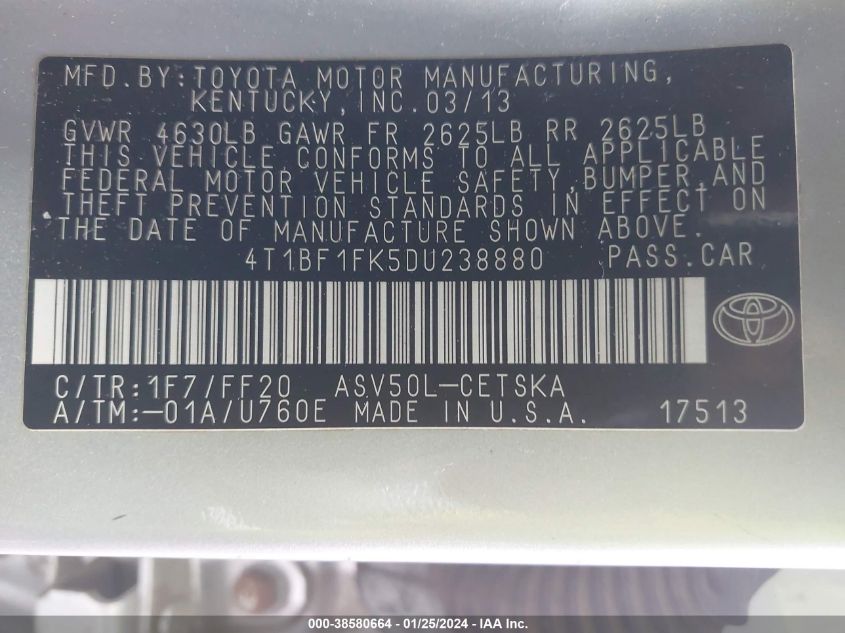 MFD. BY: TOYOTA MOTOR MANUFACTURING,
KENTUCKY, INC. 03/13
GVWR 4630LB GAWR FR 2625LB RR 2625LB
THIS VEHICLE CONFORMS TO ALL APPLICABLE
FEDERAL MOTOR VEHICLE SAFETY, BUMPER, AND
THEFT PREVENTION STANDARDS IN EFFECT ON
THE DATE OF MANUFACTURE SHOWN ABOVE.
4T1BF1FK5DU238880 PASS. CAR
C/TR: 1F7/FF20 ASV50L-CETSKA
A/TM: -01A/U760E MADE IN U.S.A. 17513
000-38580664 - 01/25/2024 - IAA Inc.